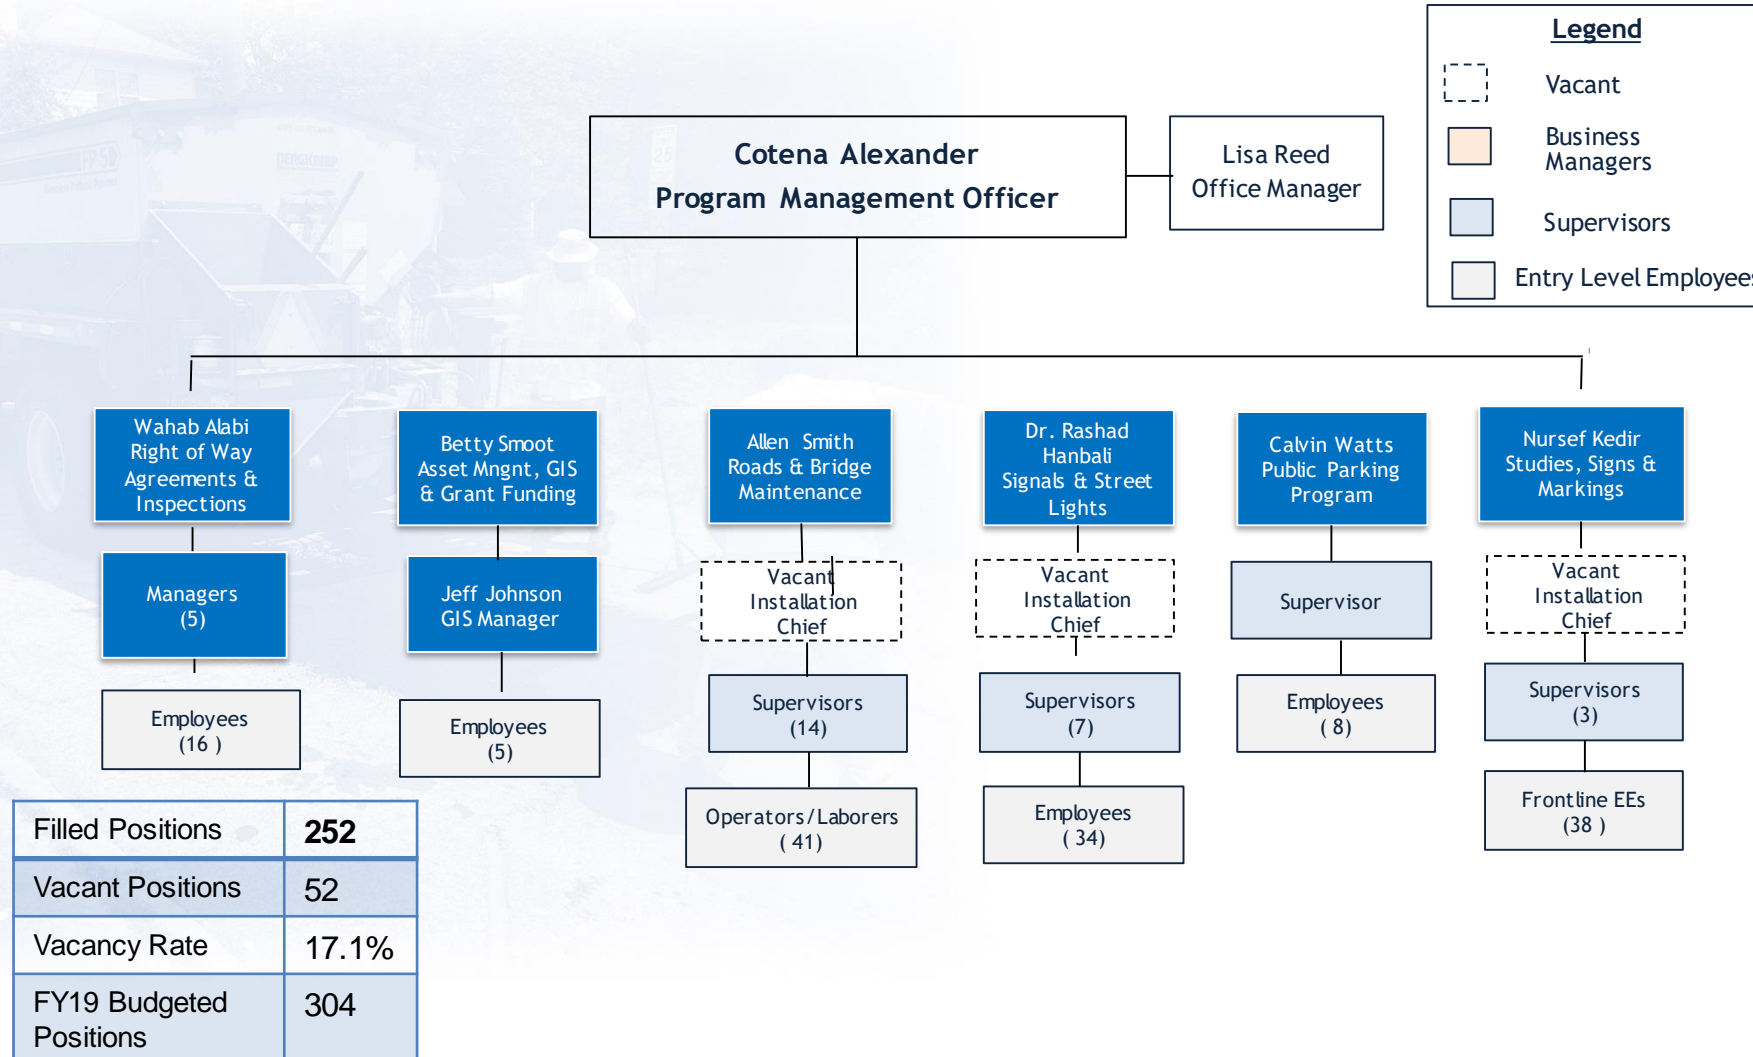 Legend
Vacant
Business
Managers
Supervisors
Entry Level Employees
Cotena Alexander
Program Management Officer
Lisa Reed
Office Manager
Wahab Alabi
Right of Way
Agreements &
Inspections
Betty Smoot
Asset Mngnt, GIS
& Grant Funding
Allen Smith
Roads & Bridge
Maintenance
Dr. Rashad
Hanbali
Signals & Street
Lights
Calvin Watts
Public Parking
Program
Nursef Kedir
Studies, Signs &
Markings
Managers
(5)
Jeff Johnson
GIS Manager
Vacant
Installation
Chief
Vacant
Installation
Chief
Supervisor
Vacant
Installation
Chief
Employees
(16 )
Employees
(5)
Supervisors
(14)
Supervisors
(7)
Employees
( 8)
Supervisors
(3)
Operators/Laborers
( 41)
Employees
( 34)
Frontline EEs
(38 )
Filled Positions 252
Vacant Positions 52
Vacancy Rate 17.1%
FY19 Budgeted 304
Positions